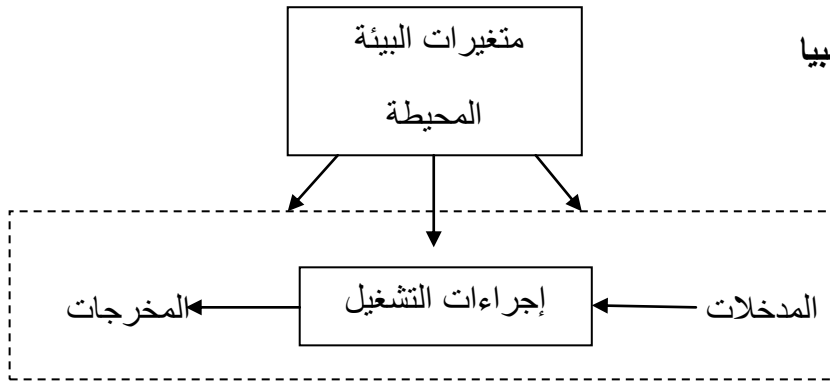 متغيرات البيئة
المحيطة
المدخلات
إجراءات التشغيل
المخرجات